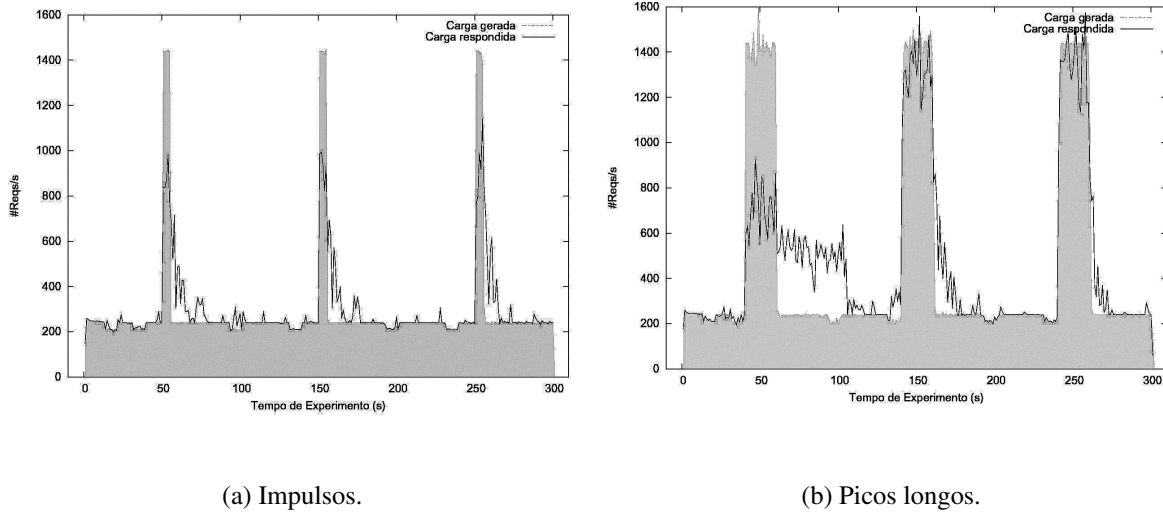 1600
1400
1200
1000
800
600
400
200
0
#Reqs/s
Carga gerada
Carga respondida
0 50 100 150 200 250 300
Tempo de Experimento (s)
(a) Impulsos.
1600
1400
1200
1000
800
600
400
200
0
#Reqs/s
Carga gerada
Carga respondida
0 50 100 150 200 250 300
Tempo de Experimento (s)
(b) Picos longos.